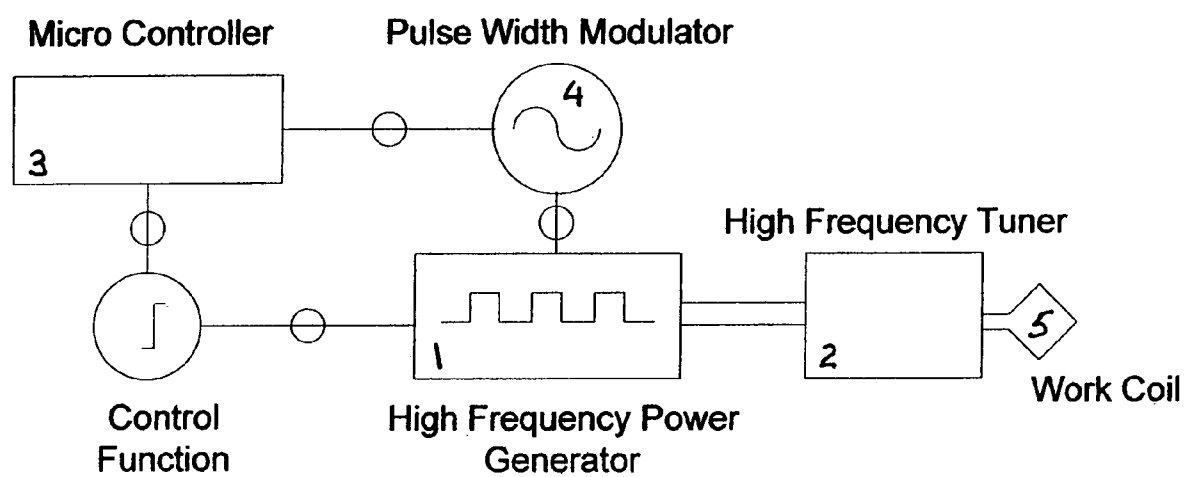 Micro Controller
Pulse Width Modulator
4
3
High Frequency Tuner
1
2
5
Work Coil
Control
Function
High Frequency Power
Generator